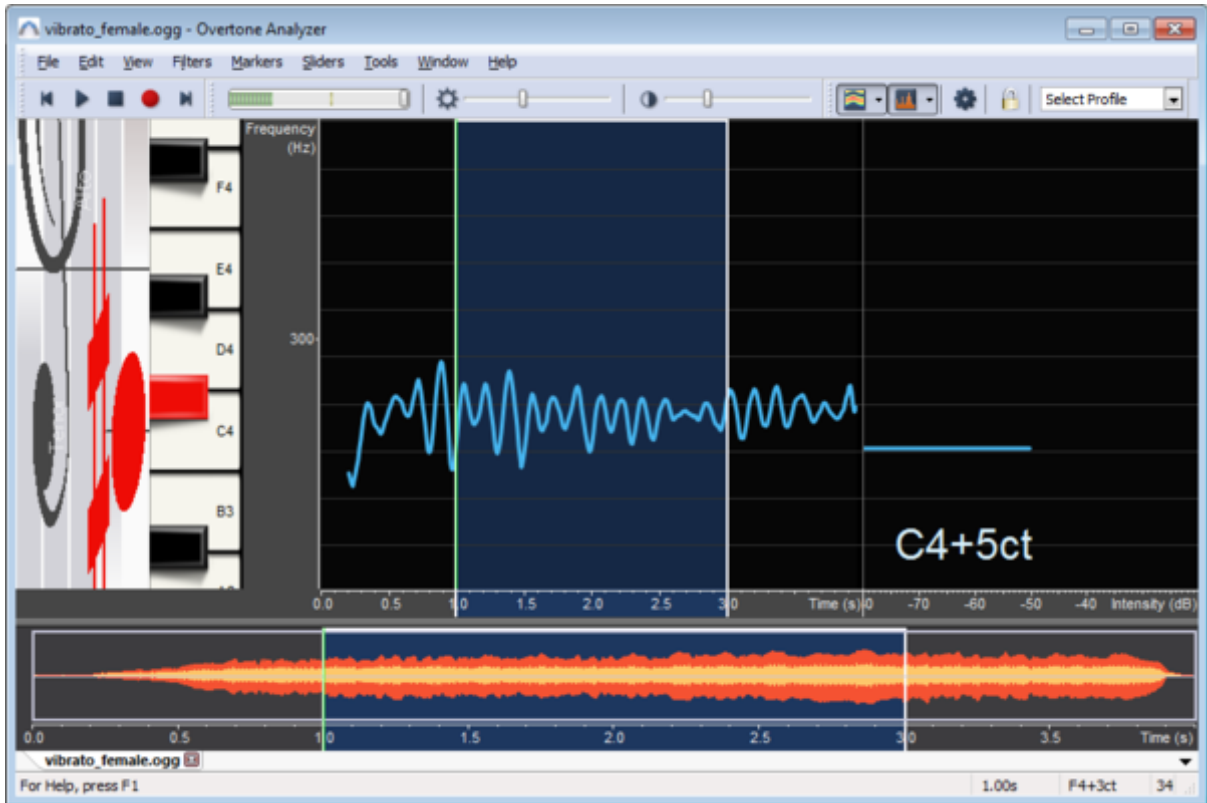 vibrato_female.ogg - Overtone Analyzer
File Edit View Filters Markers Sliders Tools Window Help
Select Profile
Frequency
(Hz)
Alto
F4
E4
300
D4
Tenor
C4
B3
C4+5ct
0.0 0.5 1.0 1.5 2.0 2.5 3.0 Time (s) -70 -60 -50 -40 Intensity (dB)
0.0 0.5 1.0 1.5 2.0 2.5 3.0 3.5 Time (s)
vibrato_female.ogg
For Help, press F1 1.00s F4+3ct 34